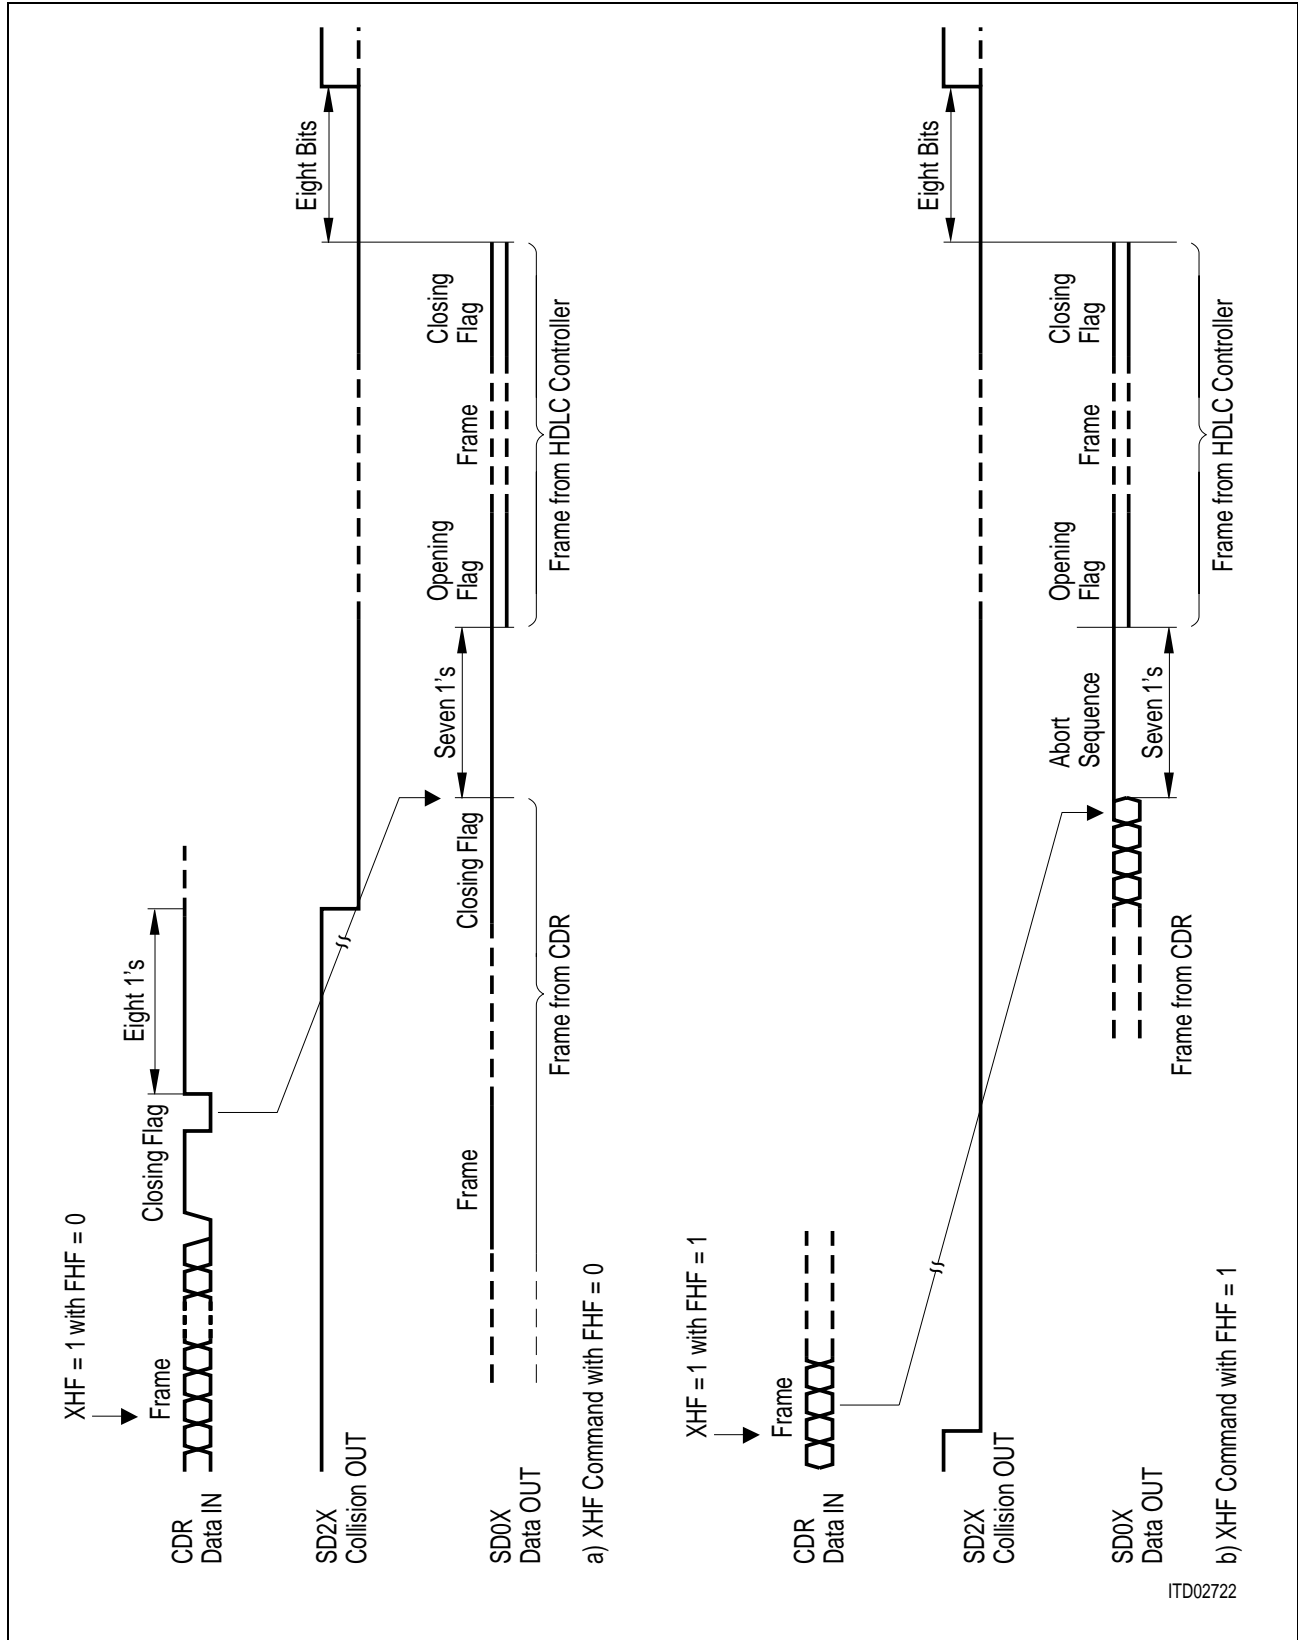 XHF = 1 with FHF = 0
Frame
Closing Flag
Eight 1's
CDR
Data IN
Eight Bits
SD2X
Collision OUT
Frame
Closing Flag
Seven 1's
Opening
Flag
Frame
Closing
Flag
SD0X
Data OUT
Frame from CDR
Frame from HDLC Controller
a) XHF Command with FHF = 0
XHF = 1 with FHF = 1
Frame
CDR
Data IN
Eight Bits
SD2X
Collision OUT
Abort
Sequence
Opening
Flag
Frame
Closing
Flag
SD0X
Data OUT
Seven 1's
Frame from CDR
Frame from HDLC Controller
b) XHF Command with FHF = 1
ITD02722